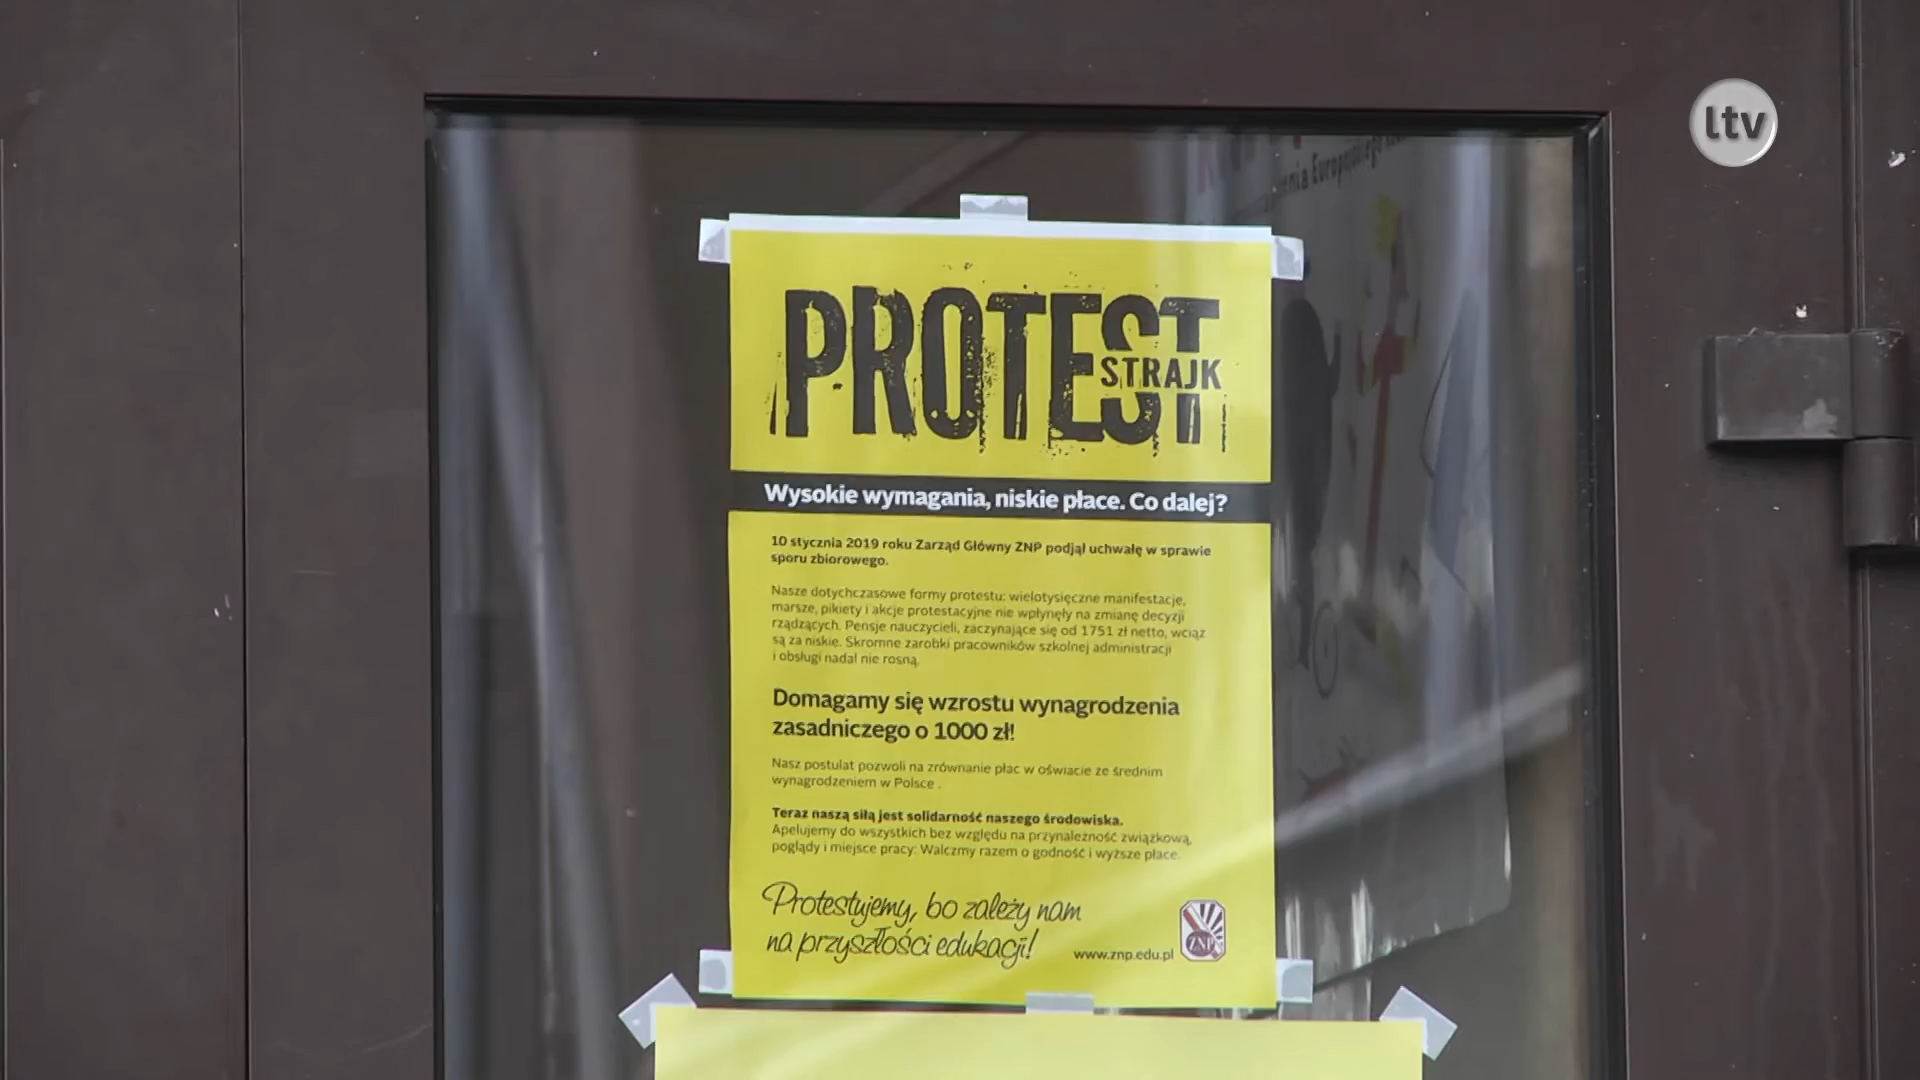 ltv
enia Europejskiego
PROTEST
STRAJK
Wysokie wymagania, niskie płace. Co dalej?
10 stycznia 2019 roku Zarząd Główny ZNP podjął uchwałę w sprawie
sporu zbiorowego.
Nasze dotychczasowe formy protestu: wielotysięczne manifestacje,
marsze, pikiety i akcje protestacyjne nie wpłynęły na zmianę decyzji
rządzących. Pensje nauczycieli, zaczynające się od 1751 zł netto, wciąż
są za niskie. Skromne zarobki pracowników szkolnej administracji
i obsługi nadal nie rosną.
Domagamy się wzrostu wynagrodzenia
zasadniczego o 1000 zł!
Nasz postulat pozwoli na zrównanie płac w oświacie ze średnim
wynagrodzeniem w Polsce .
Teraz naszą siłą jest solidarność naszego środowiska.
Apelujemy do wszystkich bez względu na przynależność związkową,
poglądy i miejsce pracy: Walczmy razem o godność i wyższe płace.
Protestujemy, bo zależy nam
na przyszłości edukacji!
www.znp.edu.pl
ZNP